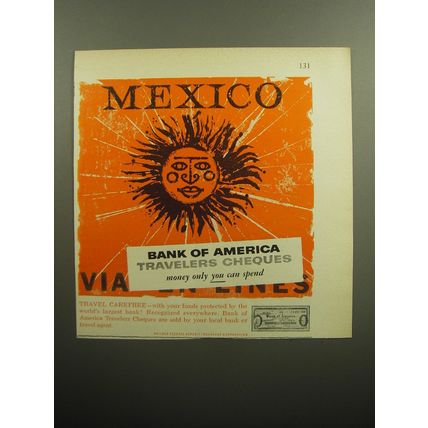 131
MEXICO
BANK OF AMERICA
TRAVELERS CHEQUES
money only you can spend
VIA LINES
TRAVEL CAREFREE—with your funds protected by the
world's largest bank! Recognized everywhere, Bank of
America Travelers Cheques are sold by your local bank or
travel agent.